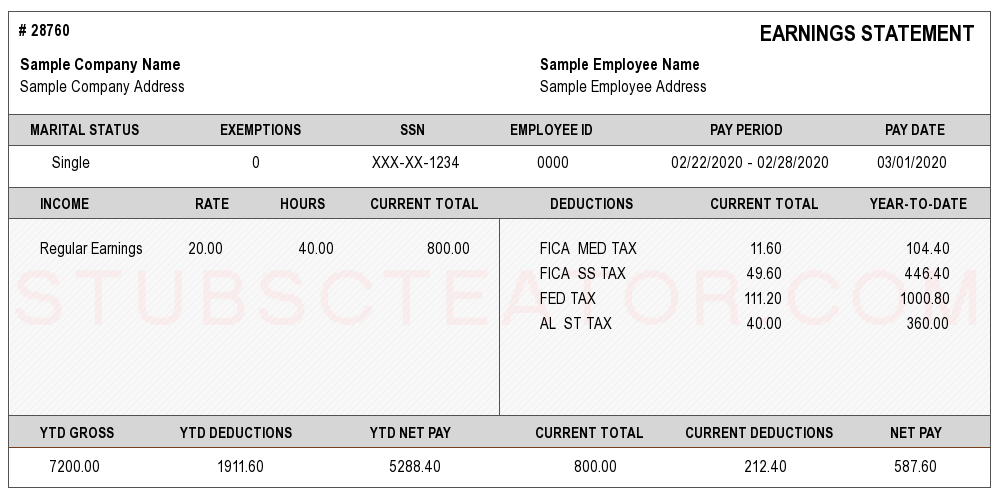 # 28760
EARNINGS STATEMENT
Sample Company Name
Sample Employee Name
Sample Company Address
Sample Employee Address
MARITAL STATUS EXEMPTIONS SSN EMPLOYEE ID PAY PERIOD PAY DATE
Single 0 XXX-XX-1234 0000 02/22/2020 - 02/28/2020 03/01/2020
INCOME RATE HOURS CURRENT TOTAL DEDUCTIONS CURRENT TOTAL YEAR-TO-DATE
Regular Earnings 20.00 40.00 800.00 FICA MED TAX 11.60 104.40
FICA SS TAX 49.60 446.40
STUBSCTEATOR.COM
FED TAX 111.20 1000.80
AL ST TAX 40.00 360.00
YTD GROSS YTD DEDUCTIONS YTD NET PAY CURRENT TOTAL CURRENT DEDUCTIONS NET PAY
7200.00 1911.60 5288.40 800.00 212.40 587.60